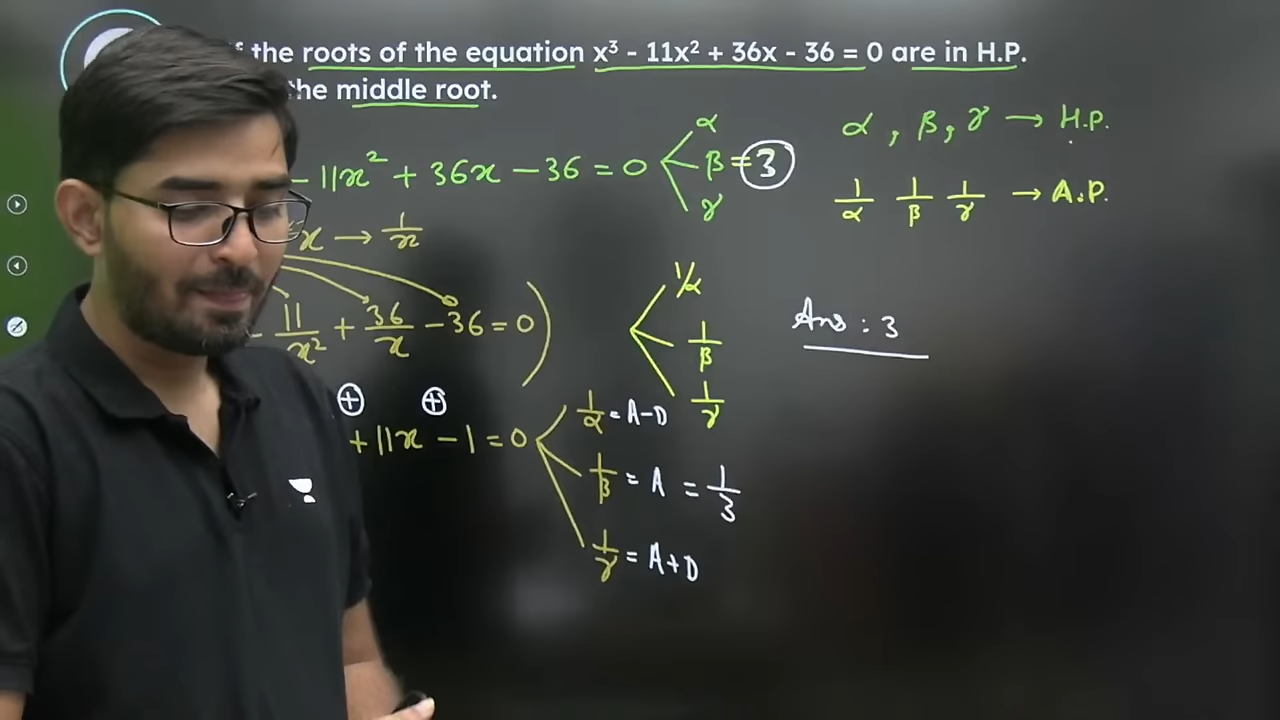 f the roots of the equation x³ - 11x² + 36x - 36 = 0 are in H.P.
the middle root.
α , β, γ → H.P.
- 11x² + 36x - 36 = 0
α
β = 3
γ
1/α 1/β 1/γ → A.P.
x → 1/x
- 11/x² + 36/x - 36 = 0)
1/α
1/β
1/γ
Ans : 3
+ +
+ 11x - 1 = 0
1/α = A-D
1/β = A = 1/3
1/γ = A+D